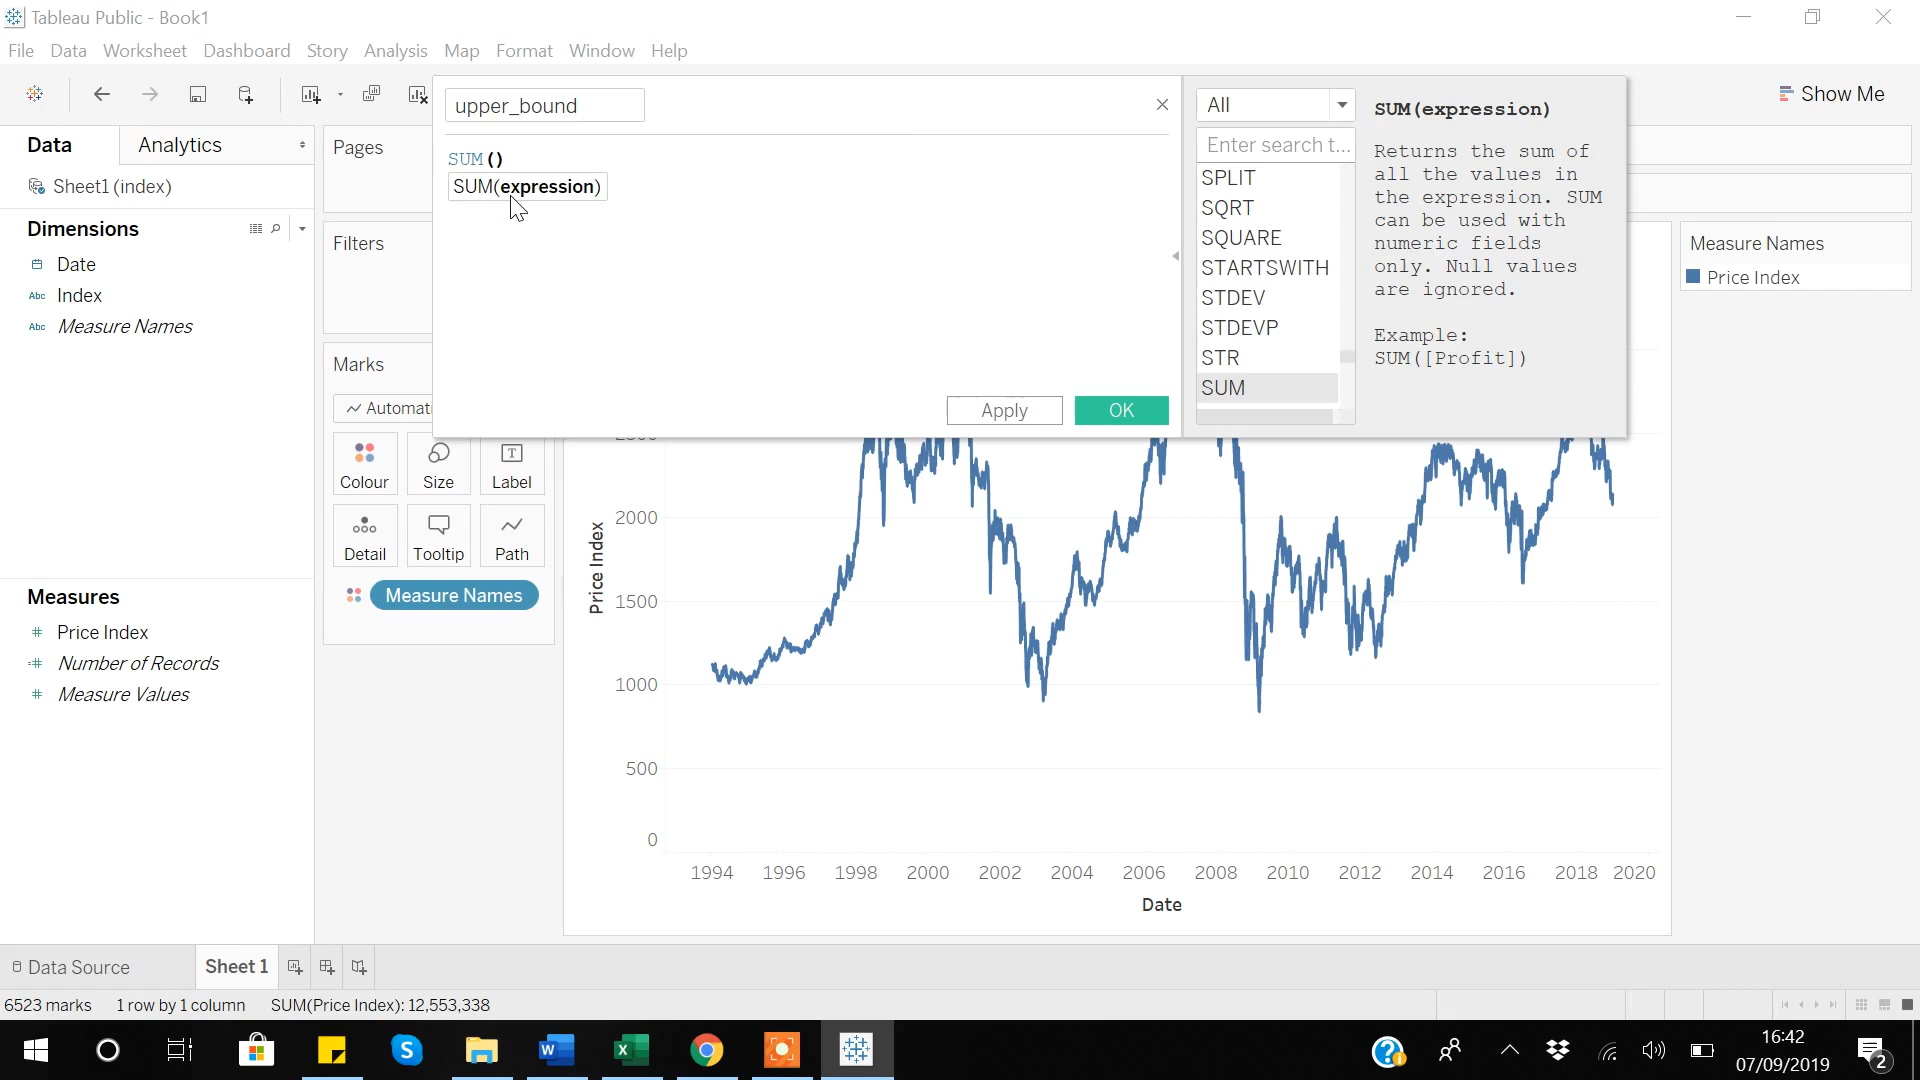 Tableau Public - Book1
File Data Worksheet Dashboard Story Analysis Map Format Window Help
Show Me
Data
Analytics
Sheet1 (index)
Dimensions
Date
Abc Index
Abc Measure Names
Measures
Price Index
Number of Records
Measure Values
Pages
Filters
Marks
Automati
Colour
Size
T
Label
Detail
Tooltip
Path
Measure Names
upper_bound
SUM()
SUM(expression)
Apply
OK
All
Enter search t...
SPLIT
SQRT
SQUARE
STARTSWITH
STDEV
STDEVP
STR
SUM
SUM(expression)
Returns the sum of
all the values in
the expression. SUM
can be used with
numeric fields
only. Null values
are ignored.
Example:
SUM([Profit])
Measure Names
Price Index
Price Index
2500
2000
1500
1000
500
0
1994 1996 1998 2000 2002 2004 2006 2008 2010 2012 2014 2016 2018 2020
Date
Data Source
Sheet 1
6523 marks 1 row by 1 column SUM(Price Index): 12,553,338
16:42
07/09/2019
2